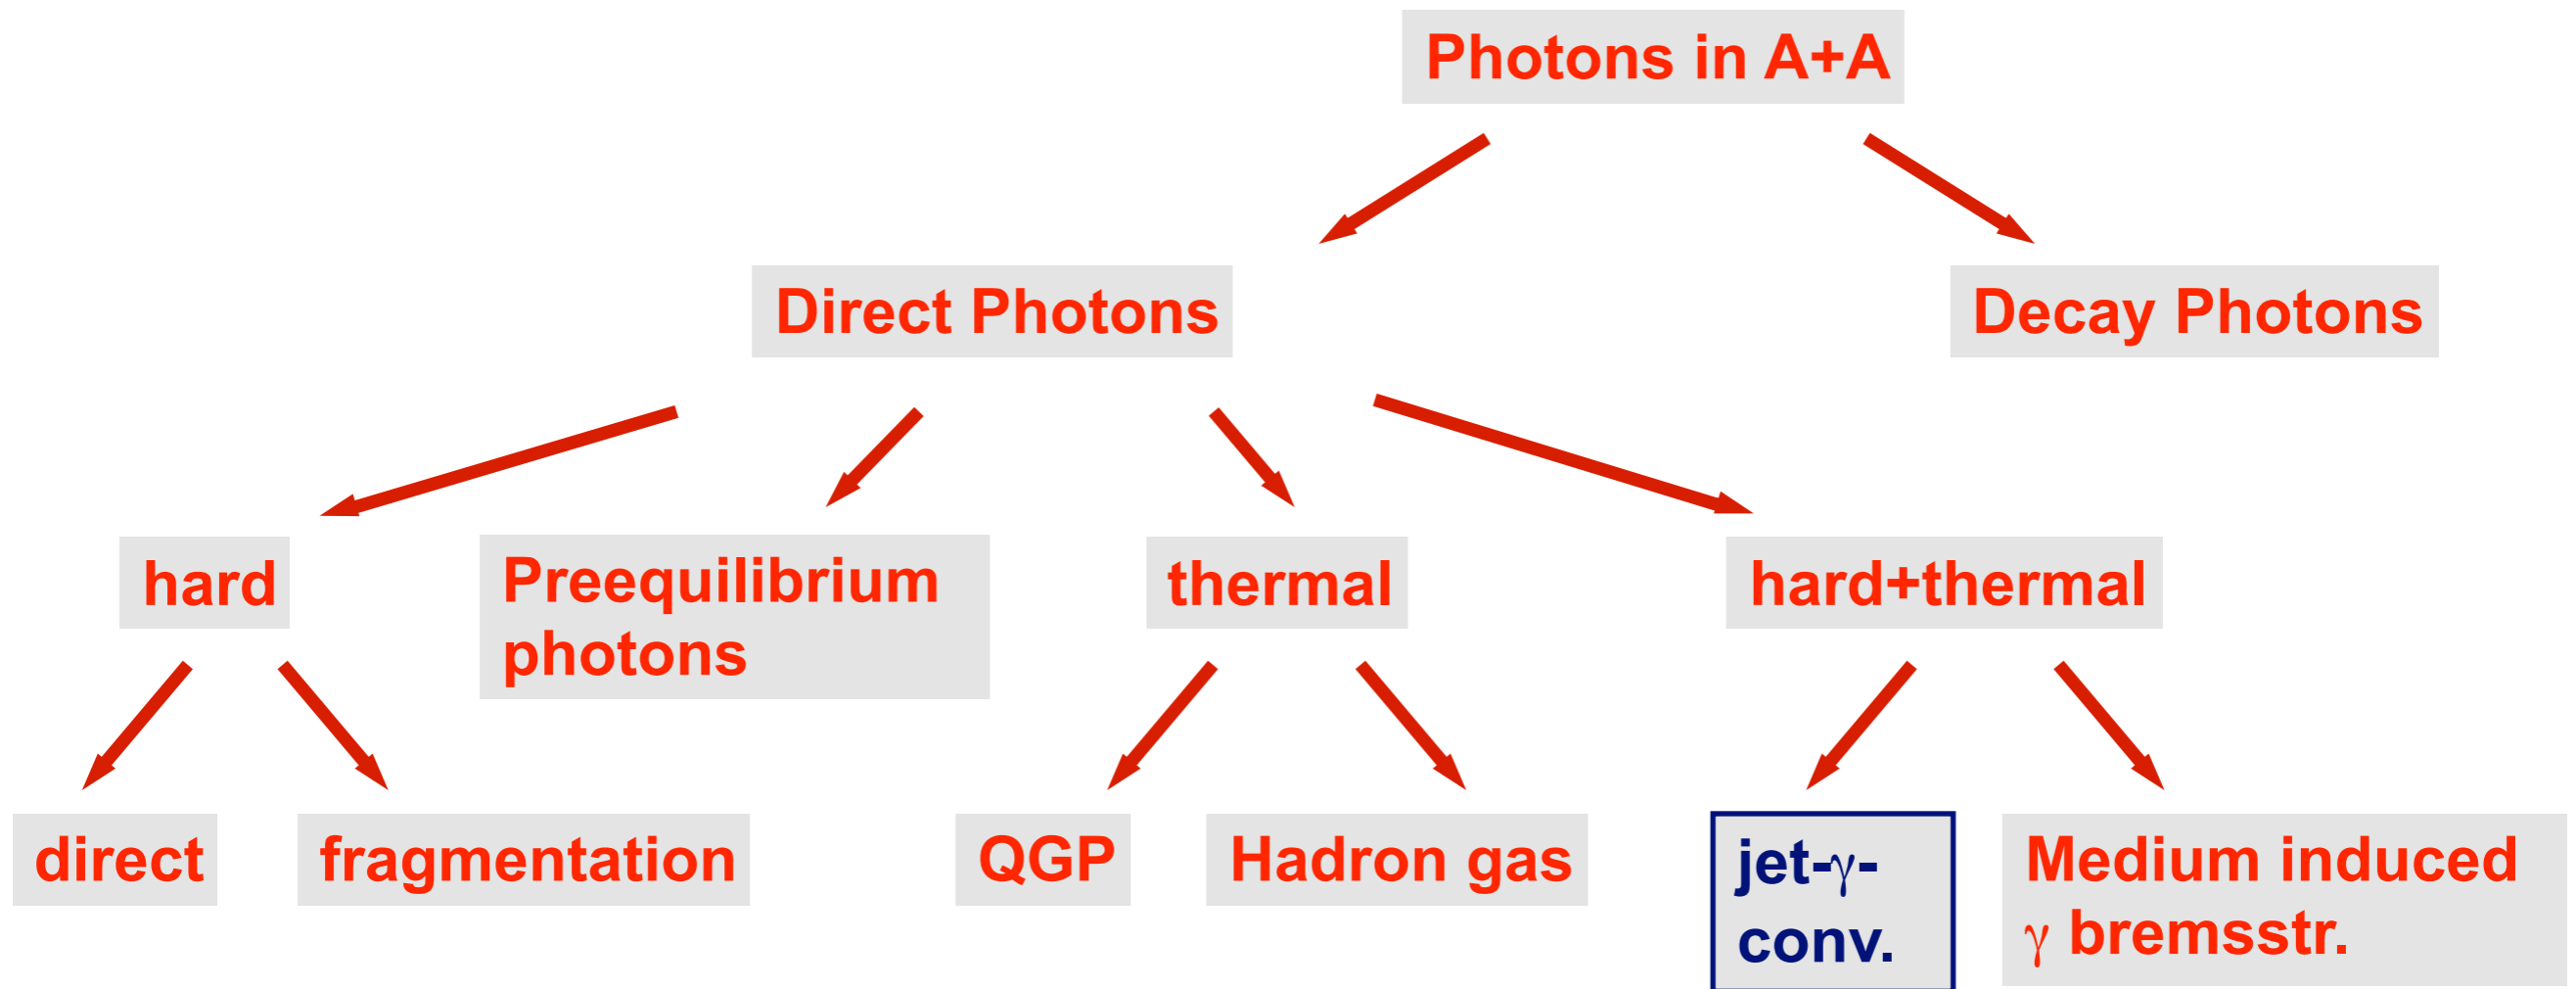 Photons in A+A
Direct Photons
Decay Photons
hard
Preequilibrium
photons
thermal
hard+thermal
direct
fragmentation
QGP
Hadron gas
jet-γ-
conv.
Medium induced
γ bremsstr.